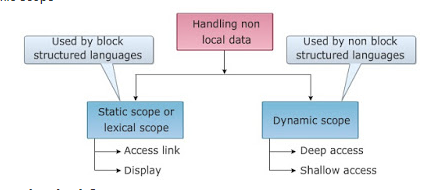 Handling non
local data
Used by block
structured languages
Used by non block
structured languages
Static scope or
lexical scope
Dynamic scope
Access link
Display
Deep access
Shallow access